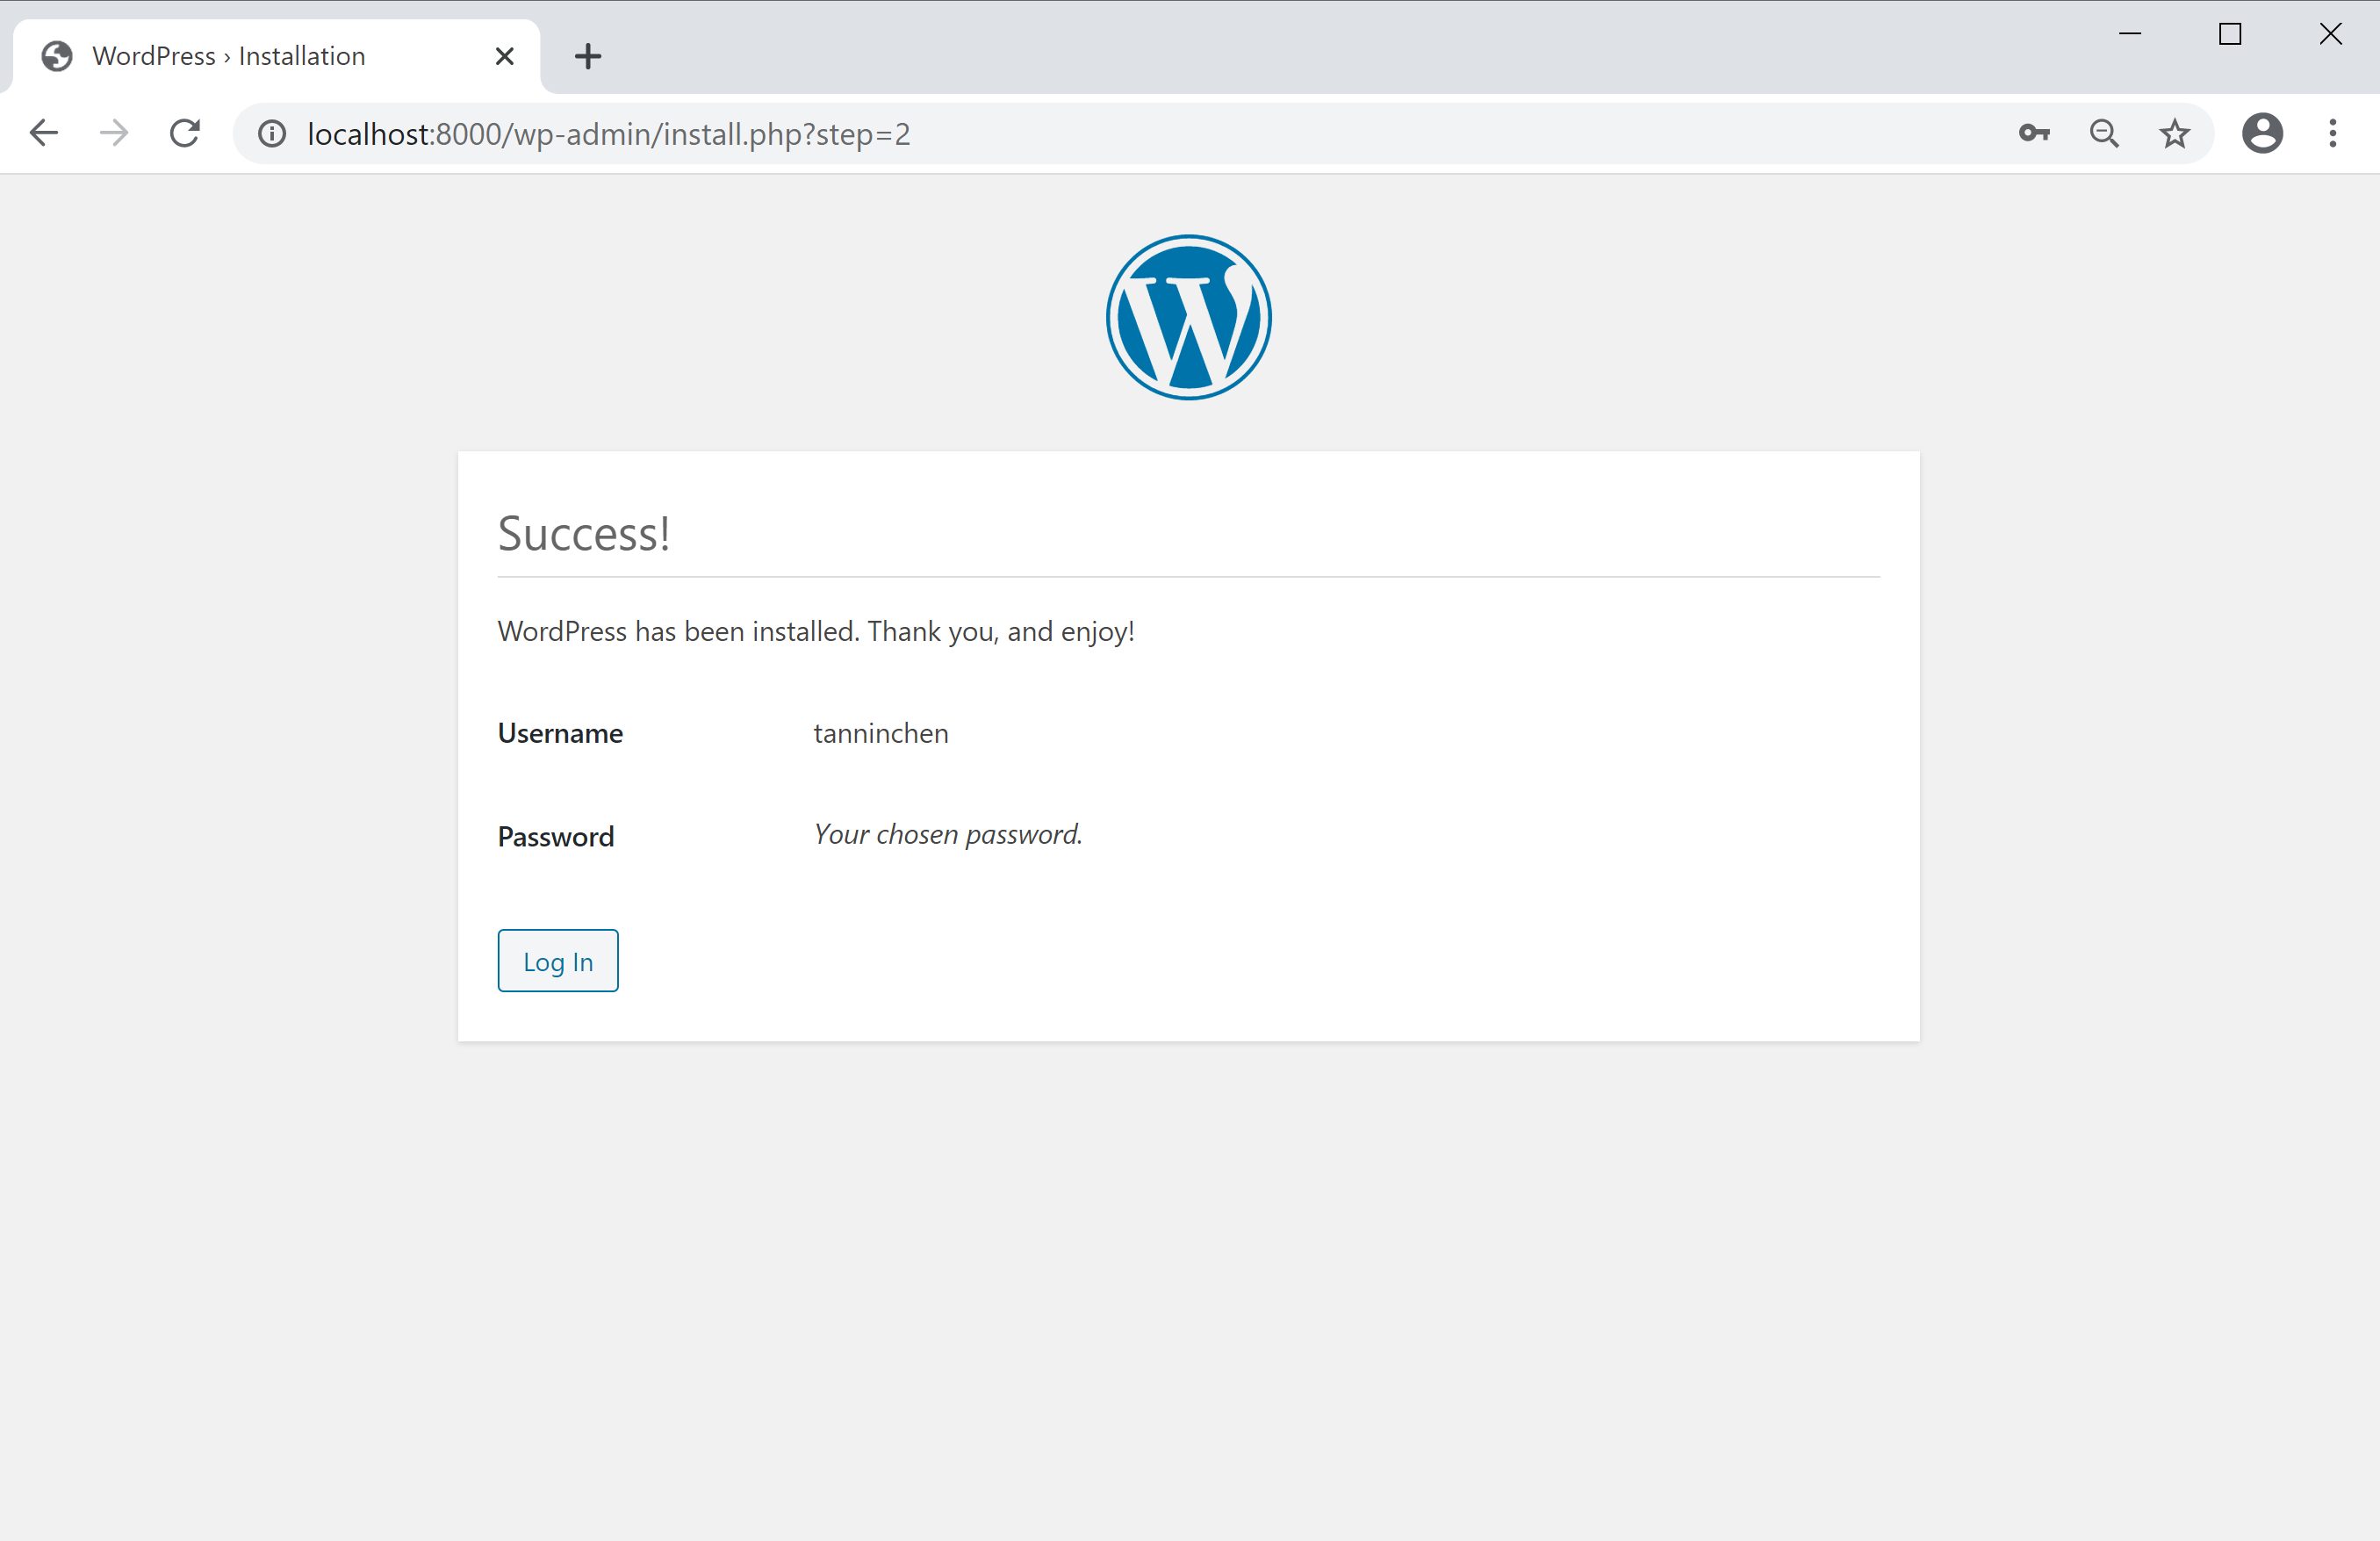 WordPress › Installation
localhost:8000/wp-admin/install.php?step=2
Success!
WordPress has been installed. Thank you, and enjoy!
Username tanninchen
Password Your chosen password.
Log In